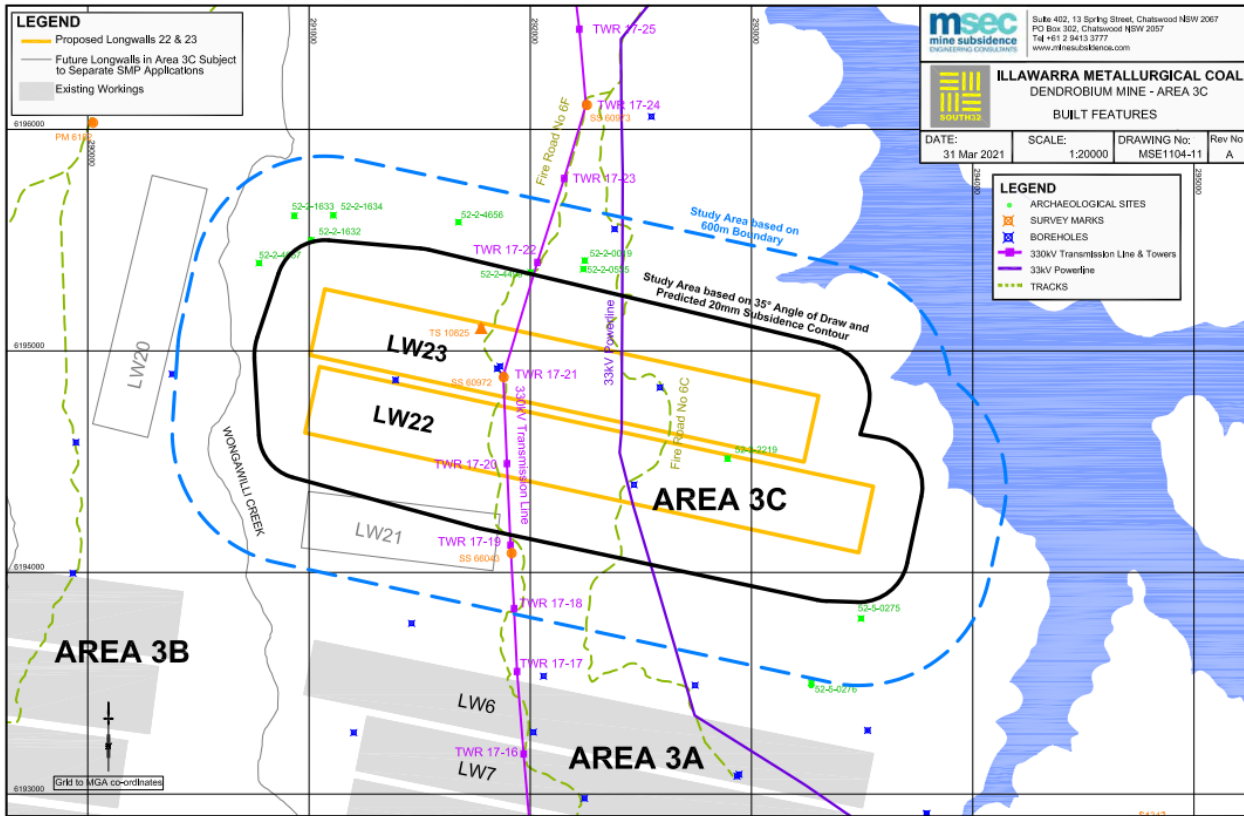 LEGEND
Proposed Longwalls 22 & 23
Future Longwalls in Area 3C Subject
to Separate SMP Applications
Existing Workings
msec
mine subsidence
ENGINEERING CONSULTANTS
Suite 402, 13 Spring Street, Chatswood NSW 2067
PO Box 302, Chatswood NSW 2057
Tel +61 2 9413 3777
www.minesubsidence.com
SOUTH32
ILLAWARRA METALLURGICAL COAL
DENDROBIUM MINE - AREA 3C
BUILT FEATURES
DATE:
31 Mar 2021
SCALE:
1:20000
DRAWING No:
MSE1104-11
Rev No
A
LEGEND
ARCHAEOLOGICAL SITES
SURVEY MARKS
BOREHOLES
330kV Transmission Line & Towers
33kV Powerline
TRACKS
290000
291000
292000
293000
294000
295000
6196000
6195000
6194000
6193000
TWR 17-25
TWR 17-24
SS 60973
Fire Road No 6F
TWR 17-23
52-2-1633
52-2-1634
52-2-4656
52-2-1632
TWR 17-22
52-2-0019
52-2-0555
Study Area based on
600m Boundary
Study Area based on 35° Angle of Draw and
Predicted 20mm Subsidence Contour
TS 10825
LW23
LW22
LW20
LW21
SS 60972
TWR 17-21
330kV Transmission Line
33kV Powerline
Fire Road No 6C
TWR 17-20
AREA 3C
WONGAWILLI CREEK
TWR 17-19
SS 66043
TWR 17-18
TWR 17-17
52-5-0275
52-5-0276
AREA 3B
LW6
TWR 17-16
LW7
AREA 3A
Grid to MGA co-ordinates